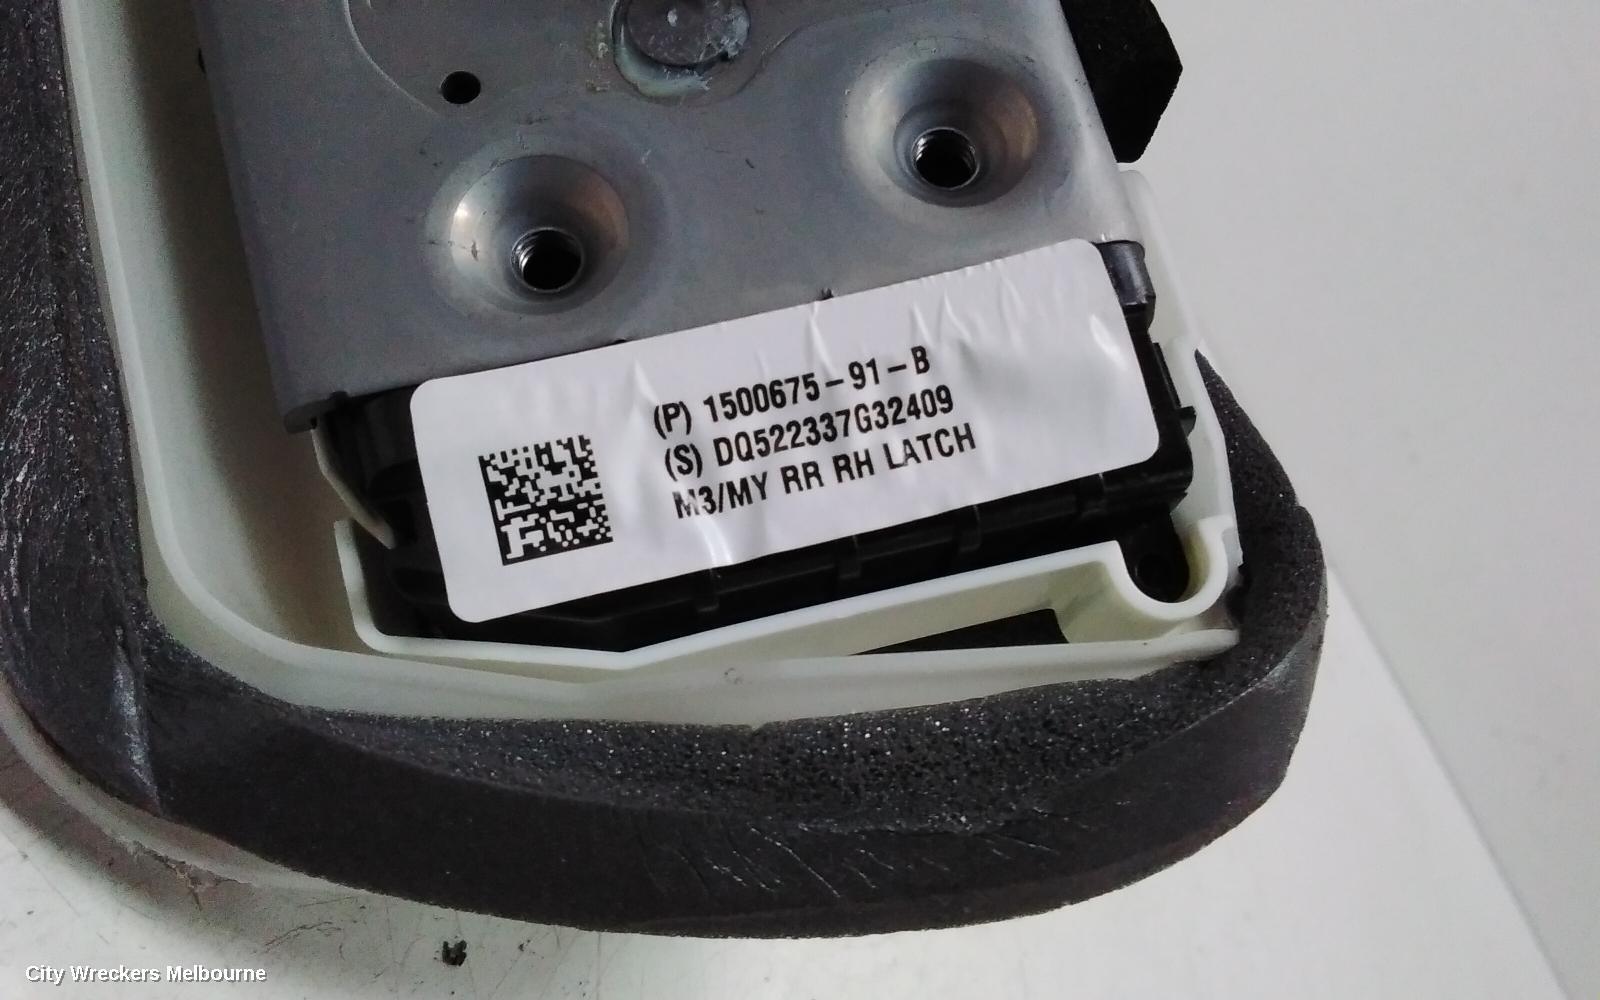 (P) 1500675-91-B
(S) DQ522337G32409
M3/MY RR RH LATCH
City Wreckers Melbourne